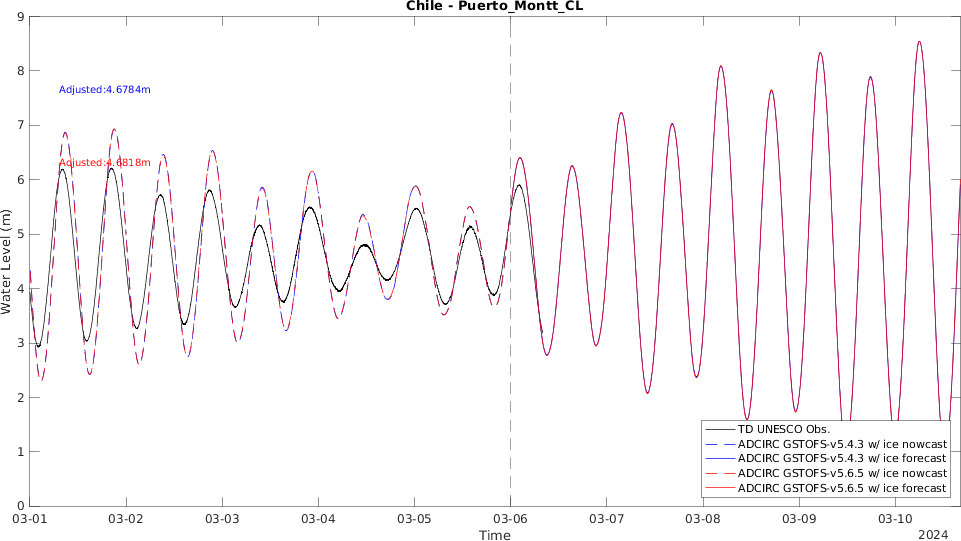 Chile - Puerto_Montt_CL
9
8
7
6
5
4
3
2
1
0
Water Level (m)
Adjusted:4.6784m
Adjusted:4.6818m
TD UNESCO Obs.
ADCIRC GSTOFS-v5.4.3 w/ ice nowcast
ADCIRC GSTOFS-v5.4.3 w/ ice forecast
ADCIRC GSTOFS-v5.6.5 w/ ice nowcast
ADCIRC GSTOFS-v5.6.5 w/ ice forecast
03-01 03-02 03-03 03-04 03-05 03-06 03-07 03-08 03-09 03-10
Time
2024